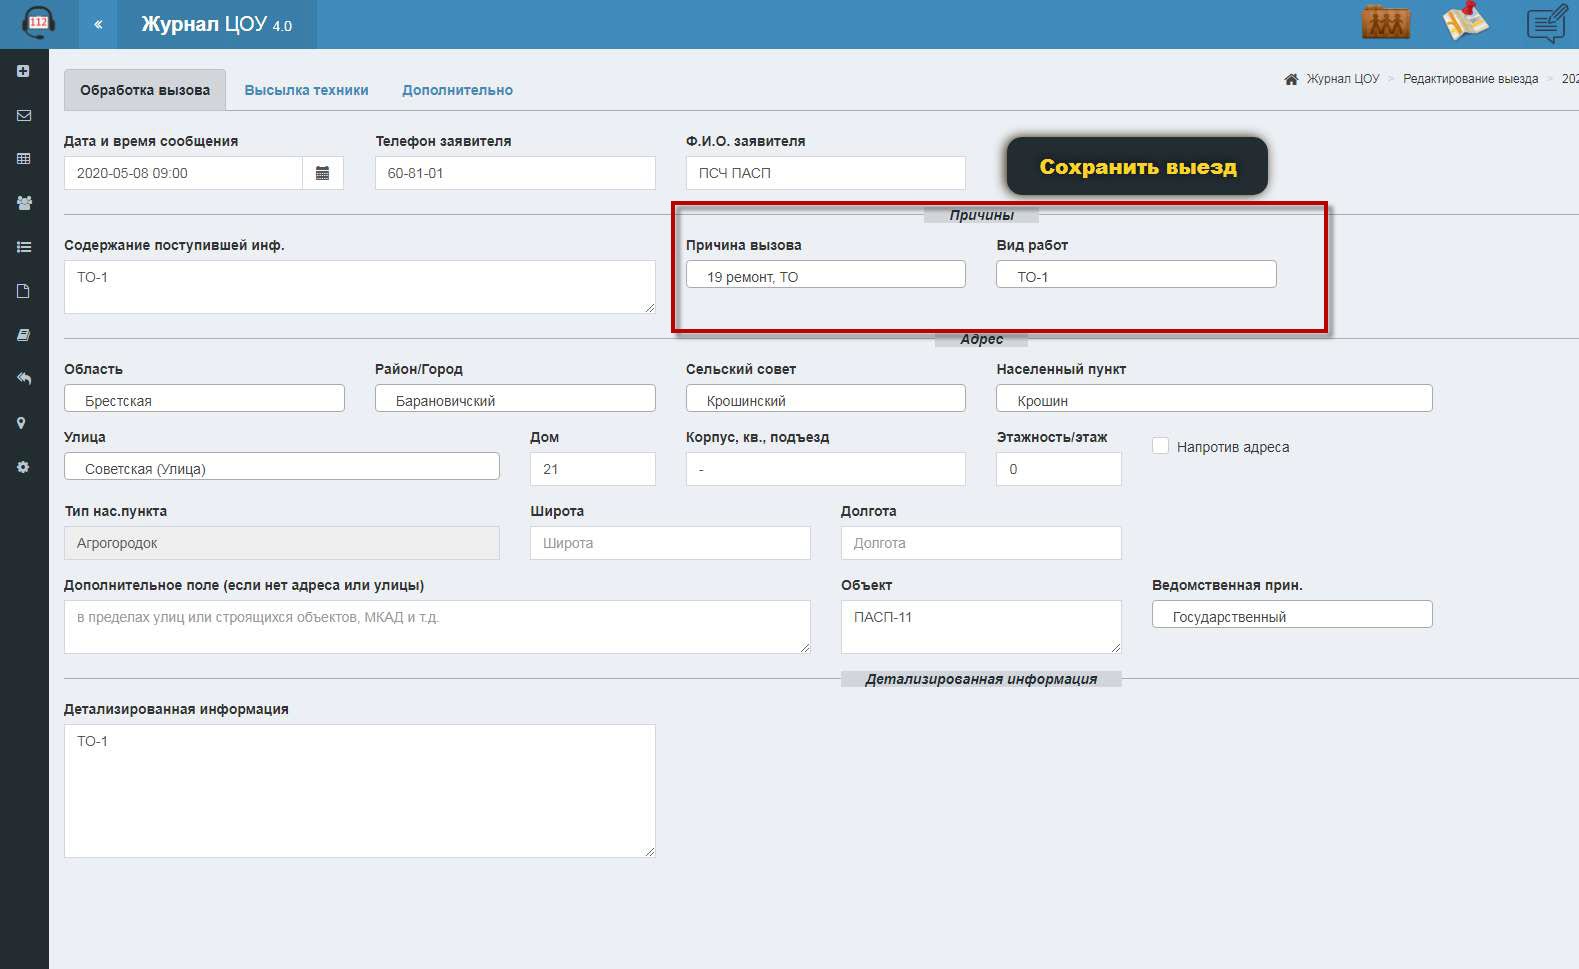 112
«
Журнал ЦОУ 4.0
Обработка вызова
Высылка техники
Дополнительно
Журнал ЦОУ > Редактирование выезда > 202
Дата и время сообщения
Телефон заявителя
Ф.И.О. заявителя
2020-05-08 09:00
60-81-01
ПСЧ ПАСП
Сохранить выезд
Причины
Содержание поступившей инф.
Причина вызова
Вид работ
ТО-1
19 ремонт, ТО
ТО-1
Адрес
Область
Район/Город
Сельский совет
Населенный пункт
Брестская
Барановичский
Крошинский
Крошин
Улица
Дом
Корпус, кв., подъезд
Этажность/этаж
Напротив адреса
Советская (Улица)
21
-
0
Тип нас.пункта
Широта
Долгота
Агрогородок
Широта
Долгота
Дополнительное поле (если нет адреса или улицы)
Объект
Ведомственная прин.
в пределах улиц или строящихся объектов, МКАД и т.д.
ПАСП-11
Государственный
Детализированная информация
Детализированная информация
ТО-1